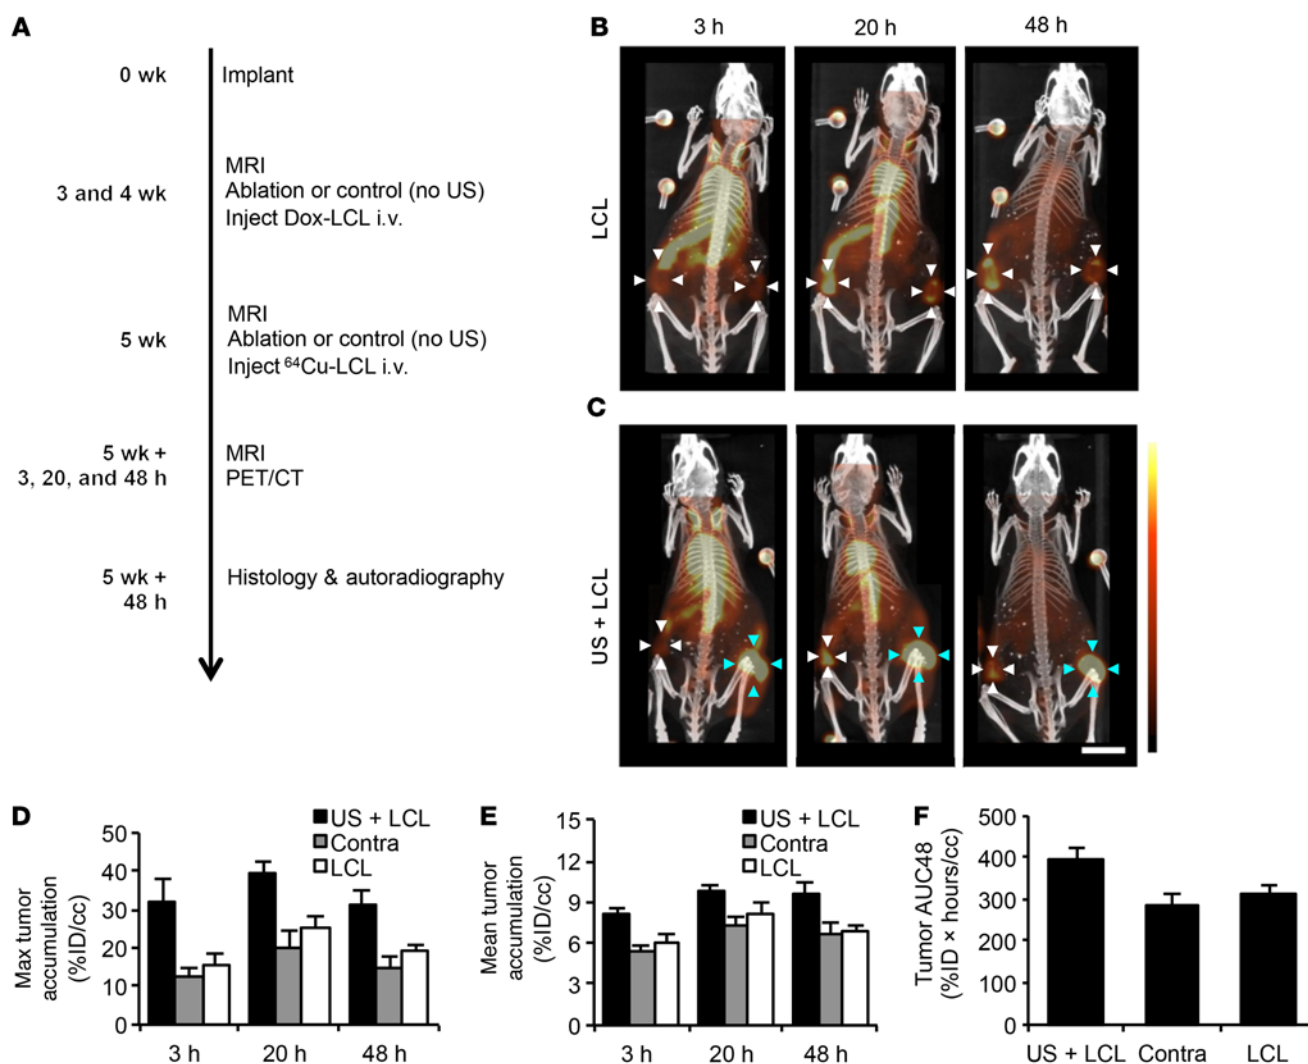 A
0 wk
Implant
3 and 4 wk
MRI
Ablation or control (no US)
Inject Dox-LCL i.v.
5 wk
MRI
Ablation or control (no US)
Inject ⁶⁴Cu-LCL i.v.
5 wk +
3, 20, and 48 h
MRI
PET/CT
5 wk +
48 h
Histology & autoradiography
B
3 h
20 h
48 h
LCL
C
US + LCL
D
US + LCL
Contra
LCL
Max tumor
accumulation
(%ID/cc)
50
40
30
20
10
0
3 h
20 h
48 h
E
US + LCL
Contra
LCL
Mean tumor
accumulation
(%ID/cc)
15
12
9
6
3
0
3 h
20 h
48 h
F
Tumor AUC48
(%ID × hours/cc)
500
400
300
200
100
0
US + LCL
Contra
LCL